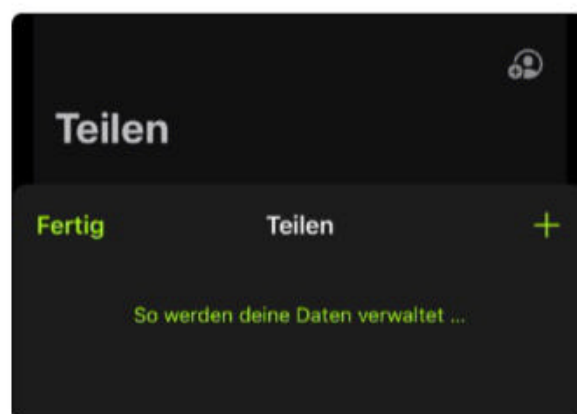 Teilen
Fertig
Teilen
So werden deine Daten verwaltet ...